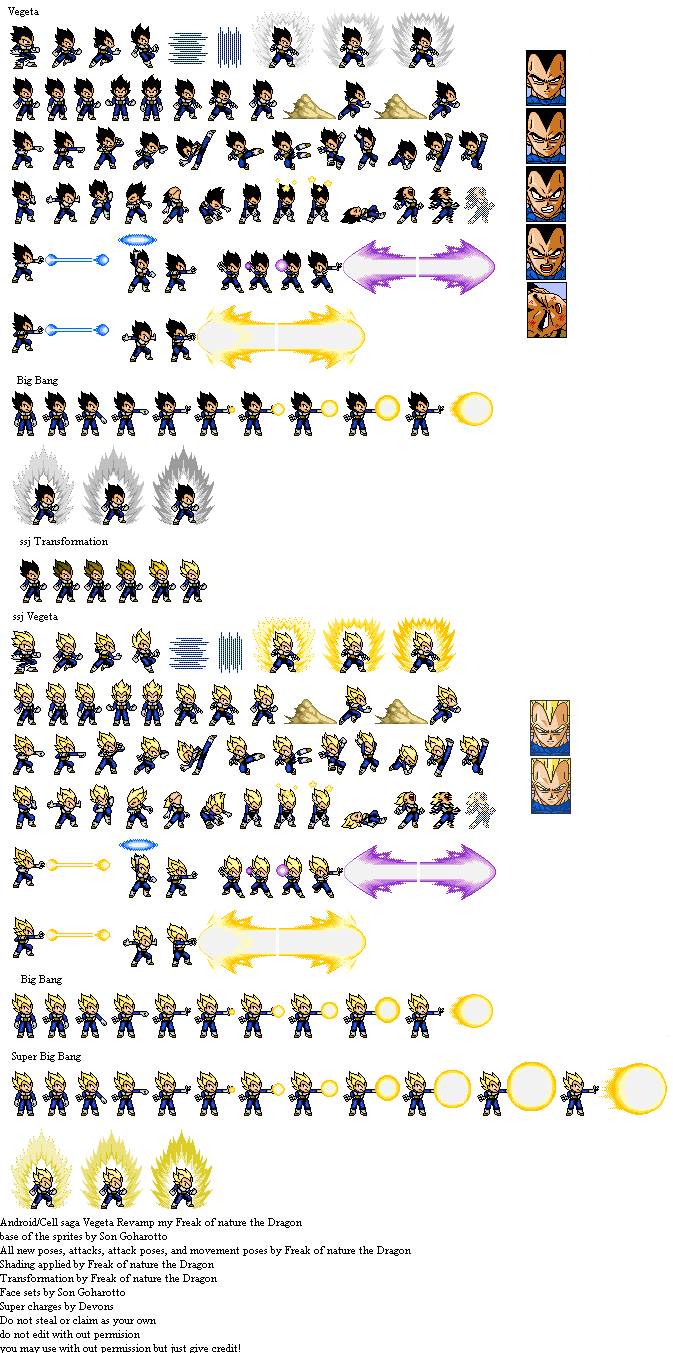 Vegeta
Big Bang
ssj Transformation
ssj Vegeta
Big Bang
Super Big Bang
Android/Cell saga Vegeta Revamp my Freak of nature the Dragon
base of the sprites by Son Goharotto
All new poses, attacks, attack poses, and movement poses by Freak of nature the Dragon
Shading applied by Freak of nature the Dragon
Transformation by Freak of nature the Dragon
Face sets by Son Goharotto
Super charges by Devons
Do not steal or claim as your own
do not edit with out permision
you may use with out permission but just give credit!